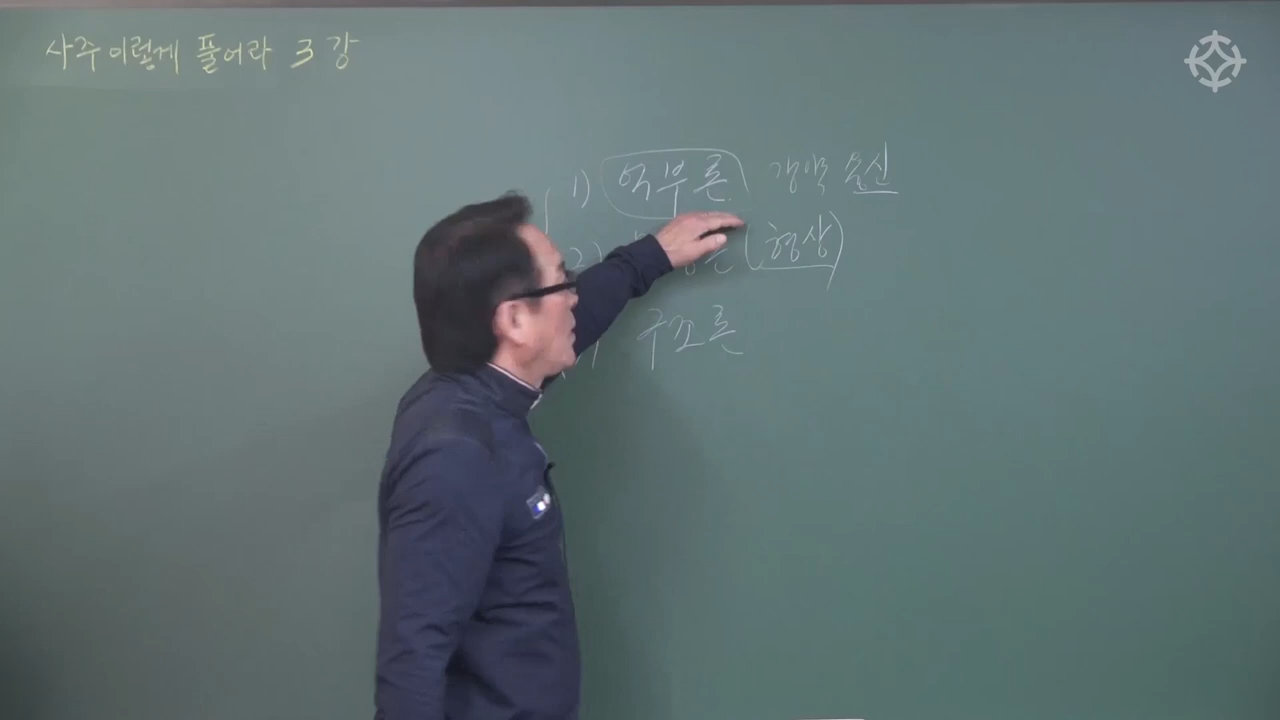 사주 이렇게 풀어라 3강
1) 억부론 강약 용신
2) (형상)
구조론